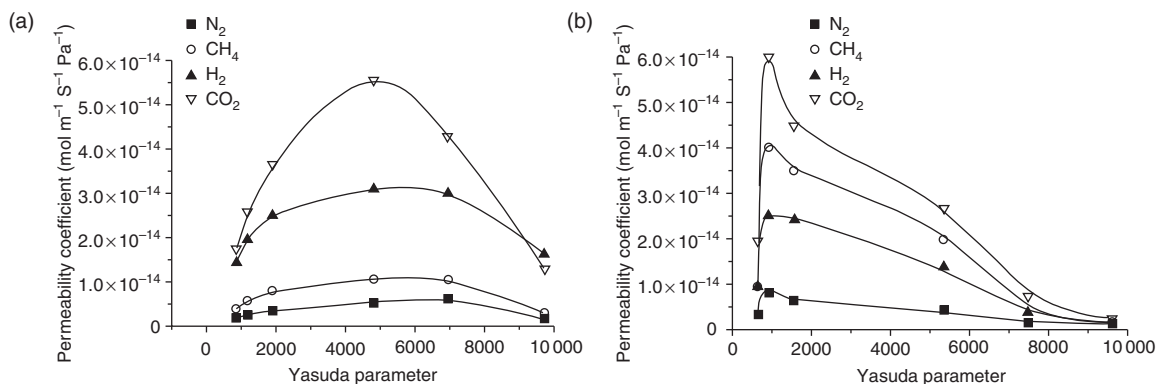 (a)
N₂
CH₄
H₂
CO₂
Permeability coefficient (mol m⁻¹ S⁻¹ Pa⁻¹)
6.0×10⁻¹⁴
5.0×10⁻¹⁴
4.0×10⁻¹⁴
3.0×10⁻¹⁴
2.0×10⁻¹⁴
1.0×10⁻¹⁴
0
0 2000 4000 6000 8000 10 000
Yasuda parameter
(b)
N₂
CH₄
H₂
CO₂
Permeability coefficient (mol m⁻¹ S⁻¹ Pa⁻¹)
6.0×10⁻¹⁴
5.0×10⁻¹⁴
4.0×10⁻¹⁴
3.0×10⁻¹⁴
2.0×10⁻¹⁴
1.0×10⁻¹⁴
0
0 2000 4000 6000 8000 10 000
Yasuda parameter